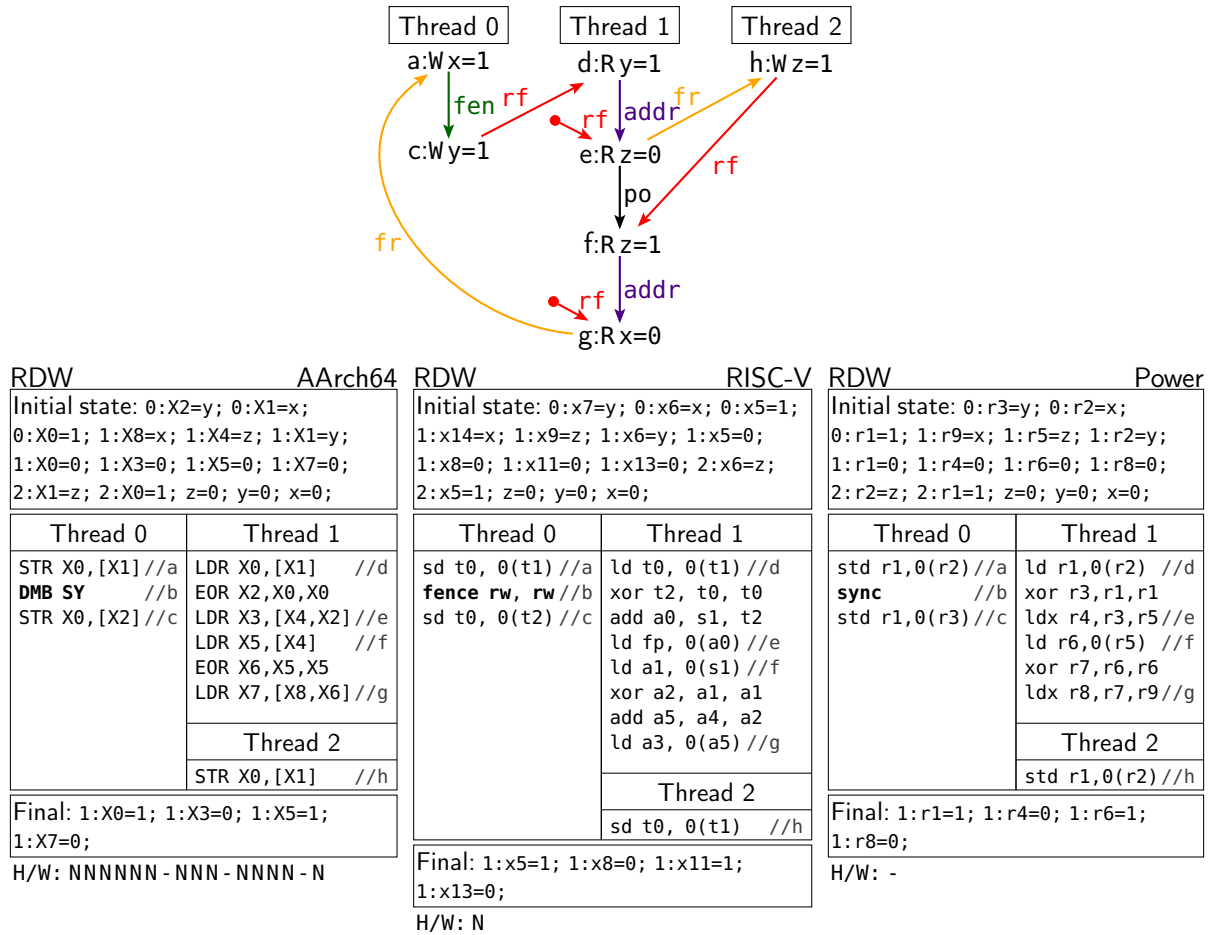 Thread 0 Thread 1 Thread 2
a:W x=1 d:R y=1 h:W z=1
fen rf rf addr fr
c:W y=1 e:R z=0 rf
po
fr f:R z=1
rf addr
g:R x=0
RDW AArch64
Initial state: 0:X2=y; 0:X1=x;
0:X0=1; 1:X8=x; 1:X4=z; 1:X1=y;
1:X0=0; 1:X3=0; 1:X5=0; 1:X7=0;
2:X1=z; 2:X0=1; z=0; y=0; x=0;
Thread 0
STR X0,[X1]//a
DMB SY //b
STR X0,[X2]//c
Thread 1
LDR X0,[X1] //d
EOR X2,X0,X0
LDR X3,[X4,X2]//e
LDR X5,[X4] //f
EOR X6,X5,X5
LDR X7,[X8,X6]//g
Thread 2
STR X0,[X1] //h
Final: 1:X0=1; 1:X3=0; 1:X5=1;
1:X7=0;
H/W: NNNNNN-NNN-NNNN-N
RDW RISC-V
Initial state: 0:x7=y; 0:x6=x; 0:x5=1;
1:x14=x; 1:x9=z; 1:x6=y; 1:x5=0;
1:x8=0; 1:x11=0; 1:x13=0; 2:x6=z;
2:x5=1; z=0; y=0; x=0;
Thread 0
sd t0, 0(t1)//a
fence rw, rw//b
sd t0, 0(t2)//c
Thread 1
ld t0, 0(t1)//d
xor t2, t0, t0
add a0, s1, t2
ld fp, 0(a0)//e
ld a1, 0(s1)//f
xor a2, a1, a1
add a5, a4, a2
ld a3, 0(a5)//g
Thread 2
sd t0, 0(t1) //h
Final: 1:x5=1; 1:x8=0; 1:x11=1;
1:x13=0;
H/W: N
RDW Power
Initial state: 0:r3=y; 0:r2=x;
0:r1=1; 1:r9=x; 1:r5=z; 1:r2=y;
1:r1=0; 1:r4=0; 1:r6=0; 1:r8=0;
2:r2=z; 2:r1=1; z=0; y=0; x=0;
Thread 0
std r1,0(r2)//a
sync //b
std r1,0(r3)//c
Thread 1
ld r1,0(r2) //d
xor r3,r1,r1
ldx r4,r3,r5//e
ld r6,0(r5) //f
xor r7,r6,r6
ldx r8,r7,r9//g
Thread 2
std r1,0(r2)//h
Final: 1:r1=1; 1:r4=0; 1:r6=1;
1:r8=0;
H/W: -